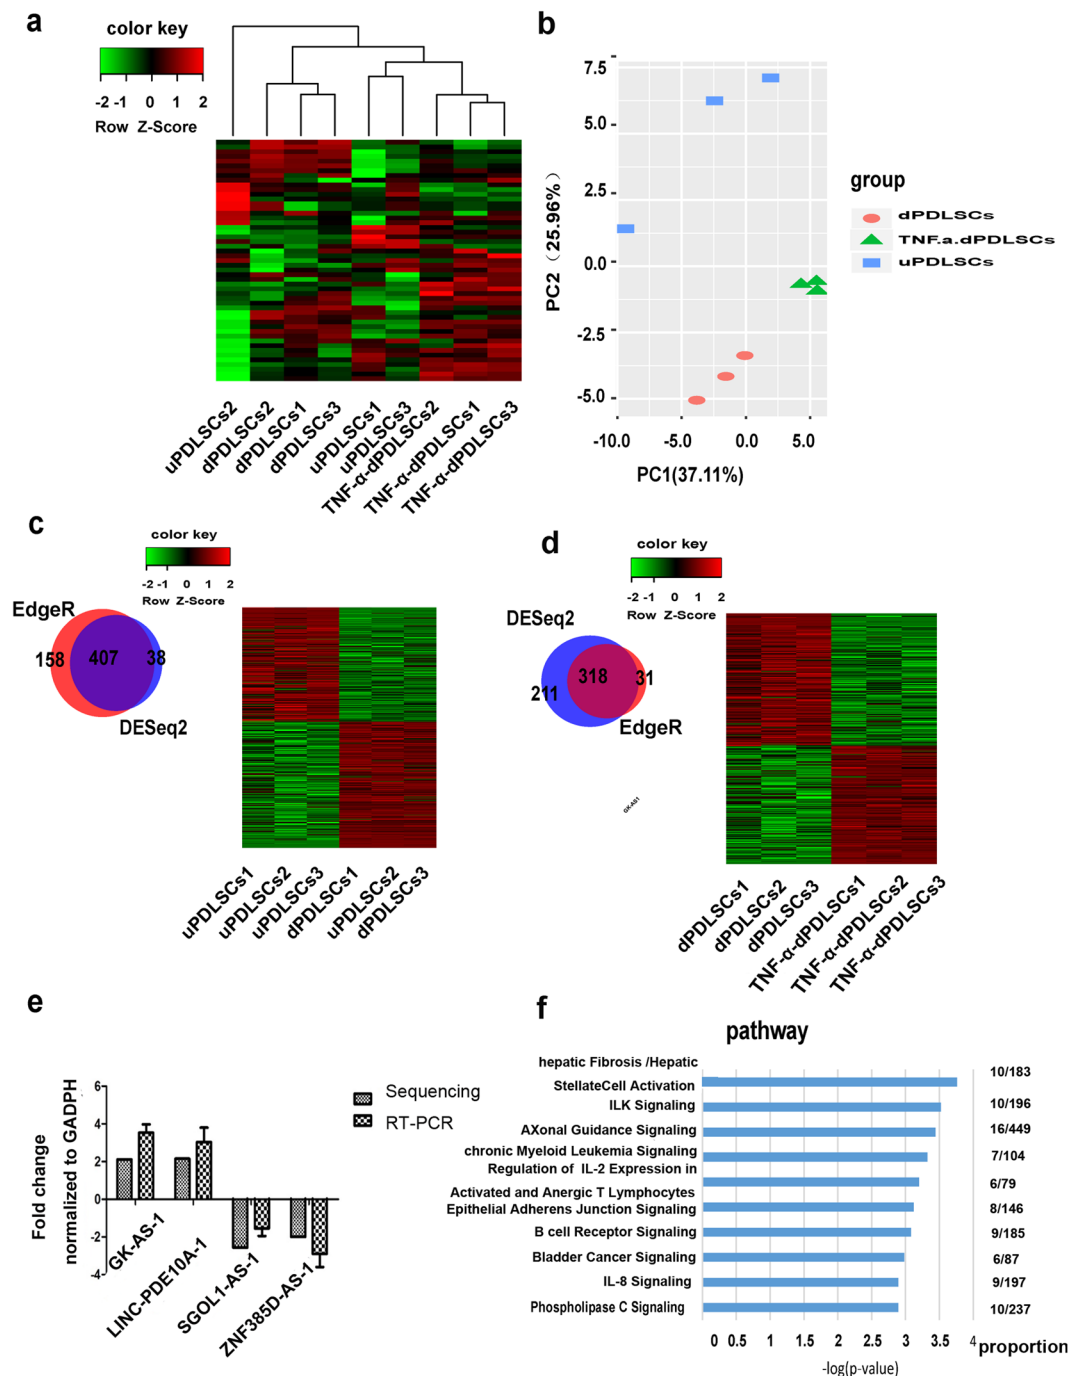 a
color key
-2 -1 0 1 2
Row Z-Score
uPDLSCs2
dPDLSCs2
dPDLSCs1
dPDLSCs3
uPDLSCs1
uPDLSCs3
TNF-α-dPDLSCs2
TNF-α-dPDLSCs1
TNF-α-dPDLSCs3
b
7.5
5.0
2.5
0.0
-2.5
-5.0
PC2 (25.96%)
-10.0 -5.0 0.0 5.0
PC1(37.11%)
group
dPDLSCs
TNF.a.dPDLSCs
uPDLSCs
c
color key
-2 -1 0 1 2
Row Z-Score
EdgeR
158 407 38
DESeq2
uPDLSCs1
uPDLSCs2
uPDLSCs3
dPDLSCs1
uPDLSCs2
dPDLSCs3
d
color key
-2 -1 0 1 2
Row Z-Score
DESeq2
211 318 31
EdgeR
GK-AS1
dPDLSCs1
dPDLSCs2
dPDLSCs3
TNF-α-dPDLSCs1
TNF-α-dPDLSCs2
TNF-α-dPDLSCs3
e
Fold change
normalized to GADPH
6
4
2
0
-2
-4
Sequencing
RT-PCR
GK-AS-1
LINC-PDE10A-1
SGOL1-AS-1
ZNF385D-AS-1
f
pathway
hepatic Fibrosis /Hepatic
StellateCell Activation 10/183
ILK Signaling 10/196
AXonal Guidance Signaling 16/449
chronic Myeloid Leukemia Signaling 7/104
Regulation of IL-2 Expression in
Activated and Anergic T Lymphocytes 6/79
Epithelial Adherens Junction Signaling 8/146
B cell Receptor Signaling 9/185
Bladder Cancer Signaling 6/87
IL-8 Signaling 9/197
Phospholipase C Signaling 10/237
0 0.5 1 1.5 2 2.5 3 3.5 4 proportion
-log(p-value)